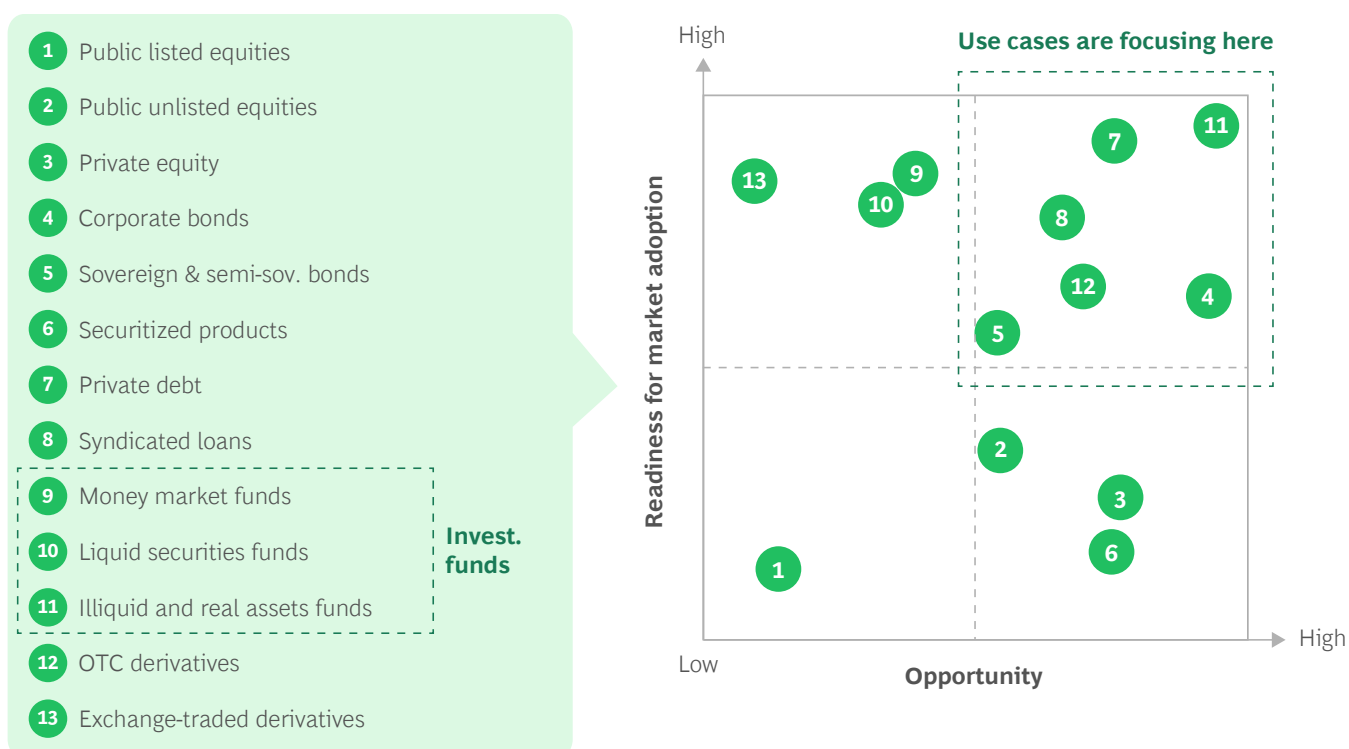 1 Public listed equities
2 Public unlisted equities
3 Private equity
4 Corporate bonds
5 Sovereign & semi-sov. bonds
6 Securitized products
7 Private debt
8 Syndicated loans
9 Money market funds
10 Liquid securities funds
11 Illiquid and real assets funds
Invest.
funds
12 OTC derivatives
13 Exchange-traded derivatives
High
Use cases are focusing here
Readiness for market adoption
11
7
9
13
10
8
12
4
5
2
3
6
1
High
Low
Opportunity